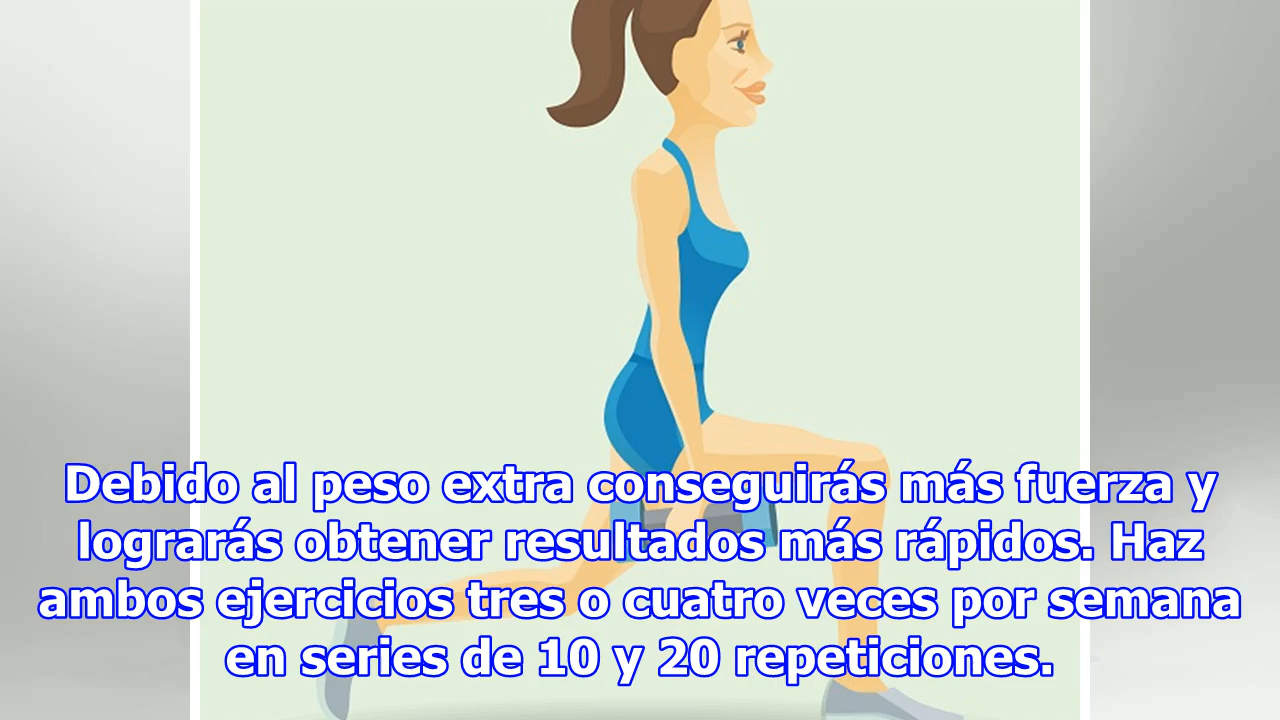 Debido al peso extra conseguirás más fuerza y
lograrás obtener resultados más rápidos. Haz
ambos ejercicios tres o cuatro veces por semana
en series de 10 y 20 repeticiones.